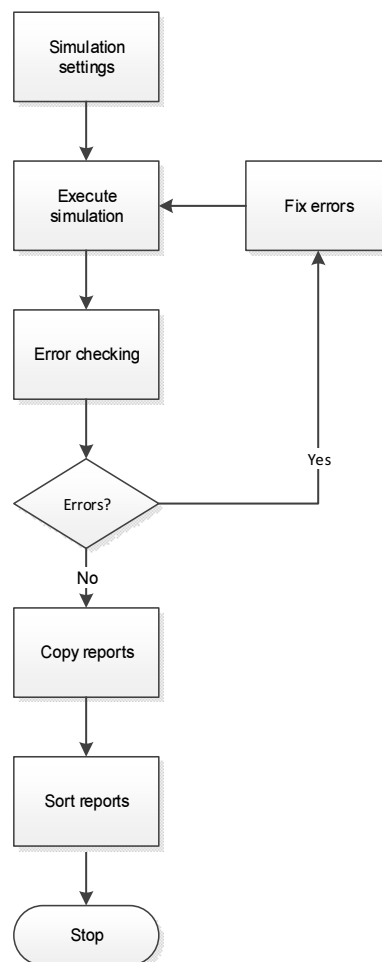 Simulation
settings
Execute
simulation
Fix errors
Error checking
Errors?
Yes
No
Copy reports
Sort reports
Stop